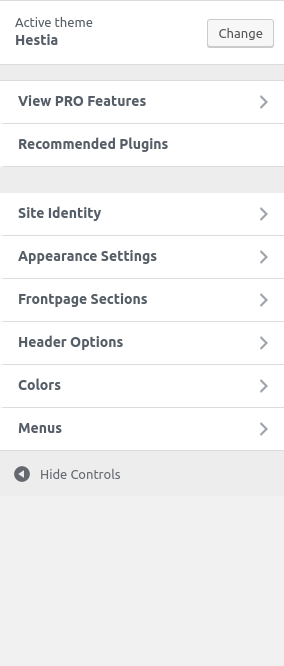 Active theme
Hestia
Change
View PRO Features
Recommended Plugins
Site Identity
Appearance Settings
Frontpage Sections
Header Options
Colors
Menus
Hide Controls